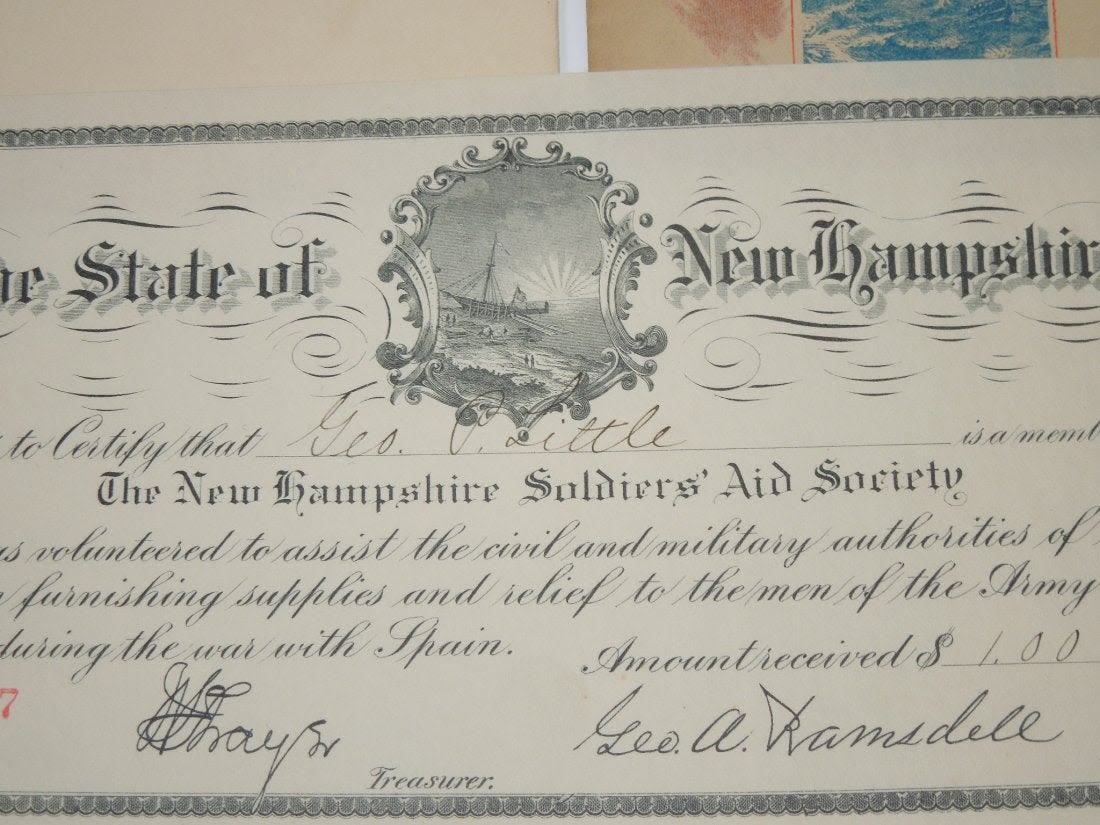 he State of New Hampshir
to Certify that Geo. P. Little is a memb
The New Hampshire Soldiers' Aid Society
as volunteered to assist the civil and military authorities of
furnishing supplies and relief to the men of the Army
during the war with Spain.
Amount received $ 1.00
7
Geo. A. Ramsdell
Treasurer.